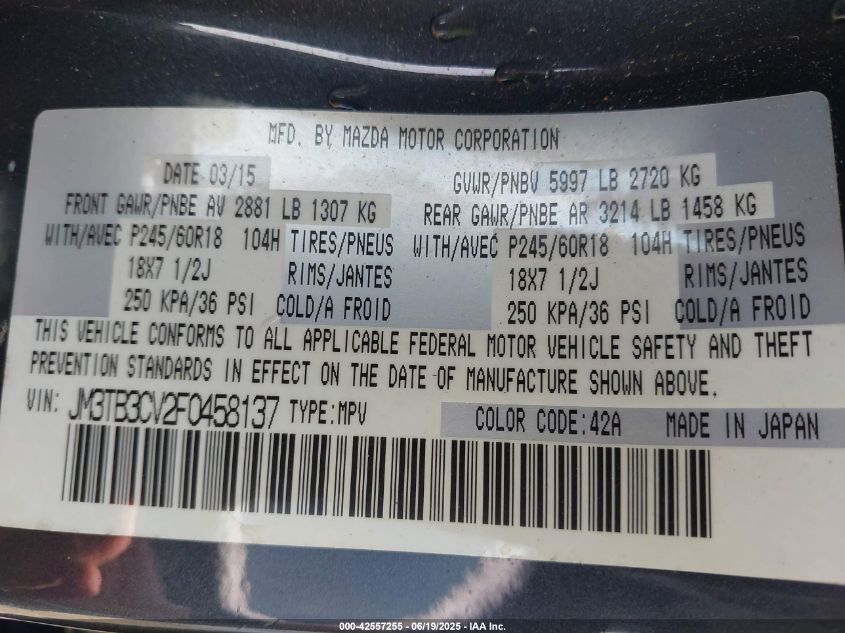 MFD. BY MAZDA MOTOR CORPORATION
DATE 03/15 GVWR/PNBV 5997 LB 2720 KG
FRONT GAWR/PNBE AV 2881 LB 1307 KG REAR GAWR/PNBE AR 3214 LB 1458 KG
WITH/AVEC P245/60R18 104H TIRES/PNEUS WITH/AVEC P245/60R18 104H TIRES/PNEUS
18X7 1/2J RIMS/JANTES 18X7 1/2J RIMS/JANTES
250 KPA/36 PSI COLD/A FROID 250 KPA/36 PSI COLD/A FROID
THIS VEHICLE CONFORMS TO ALL APPLICABLE FEDERAL MOTOR VEHICLE SAFETY AND THEFT
PREVENTION STANDARDS IN EFFECT ON THE DATE OF MANUFACTURE SHOWN ABOVE.
VIN: JM3TB3CV2F0458137 TYPE:MPV COLOR CODE:42A MADE IN JAPAN
000-42557255 - 06/19/2025 - IAA Inc.